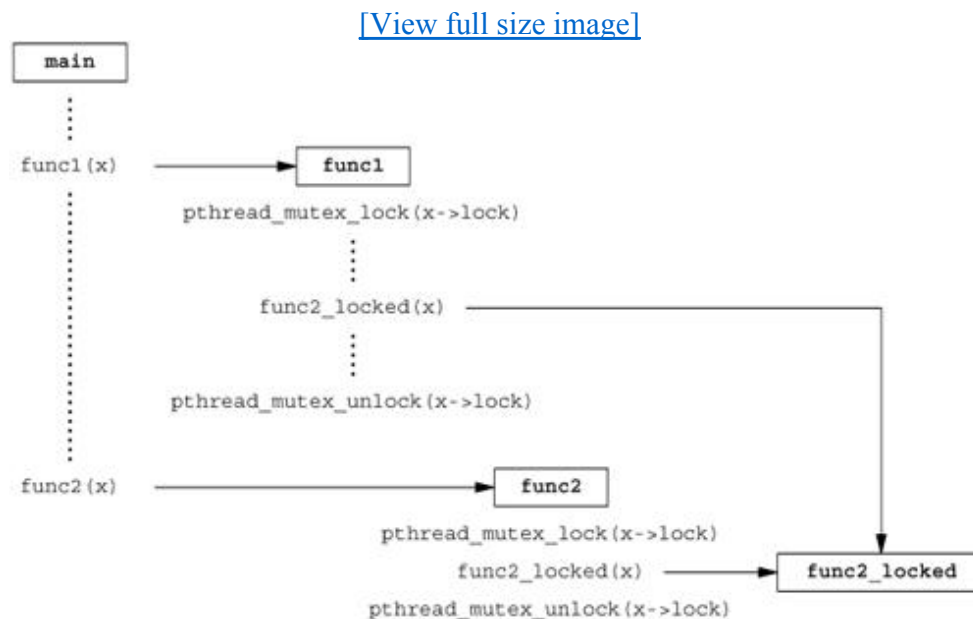 [View full size image]
main
func1(x)
func1
pthread_mutex_lock(x->lock)
func2_locked(x)
pthread_mutex_unlock(x->lock)
func2(x)
func2
pthread_mutex_lock(x->lock)
func2_locked(x)
func2_locked
pthread_mutex_unlock(x->lock)